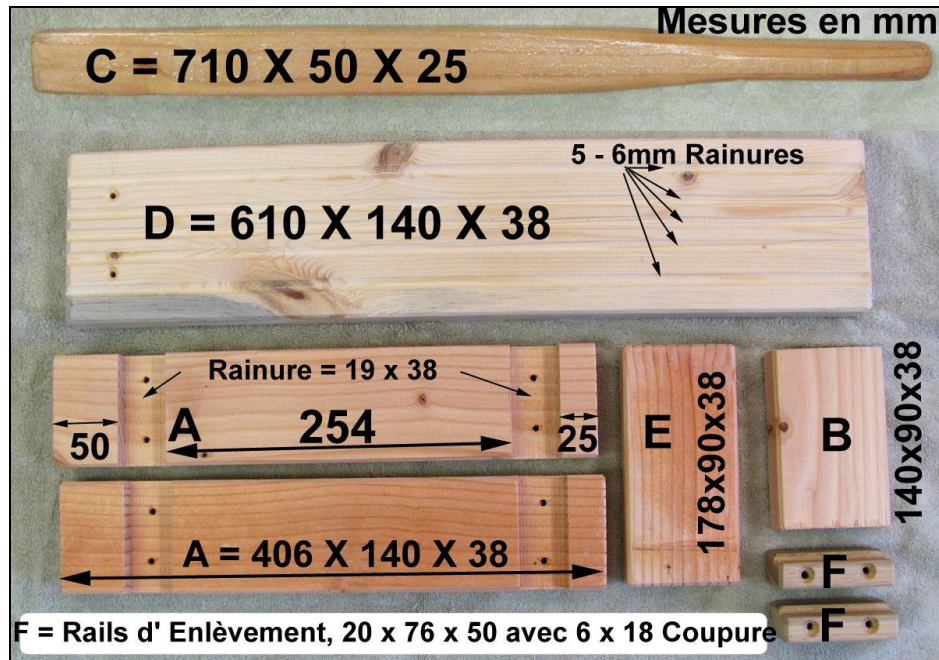 Mesures en mm
C = 710 X 50 X 25
5 - 6mm Rainures
D = 610 X 140 X 38
Rainure = 19 x 38
50
A
254
25
E
178x90x38
B
140x90x38
A = 406 X 140 X 38
F
F
F = Rails d' Enlèvement, 20 x 76 x 50 avec 6 x 18 Coupure